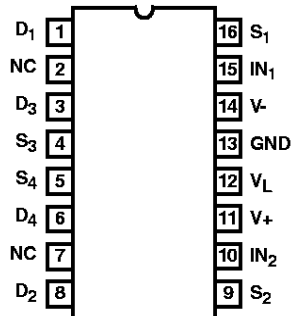 D1 1 16 S1
NC 2 15 IN1
D3 3 14 V-
S3 4 13 GND
S4 5 12 VL
D4 6 11 V+
NC 7 10 IN2
D2 8 9 S2